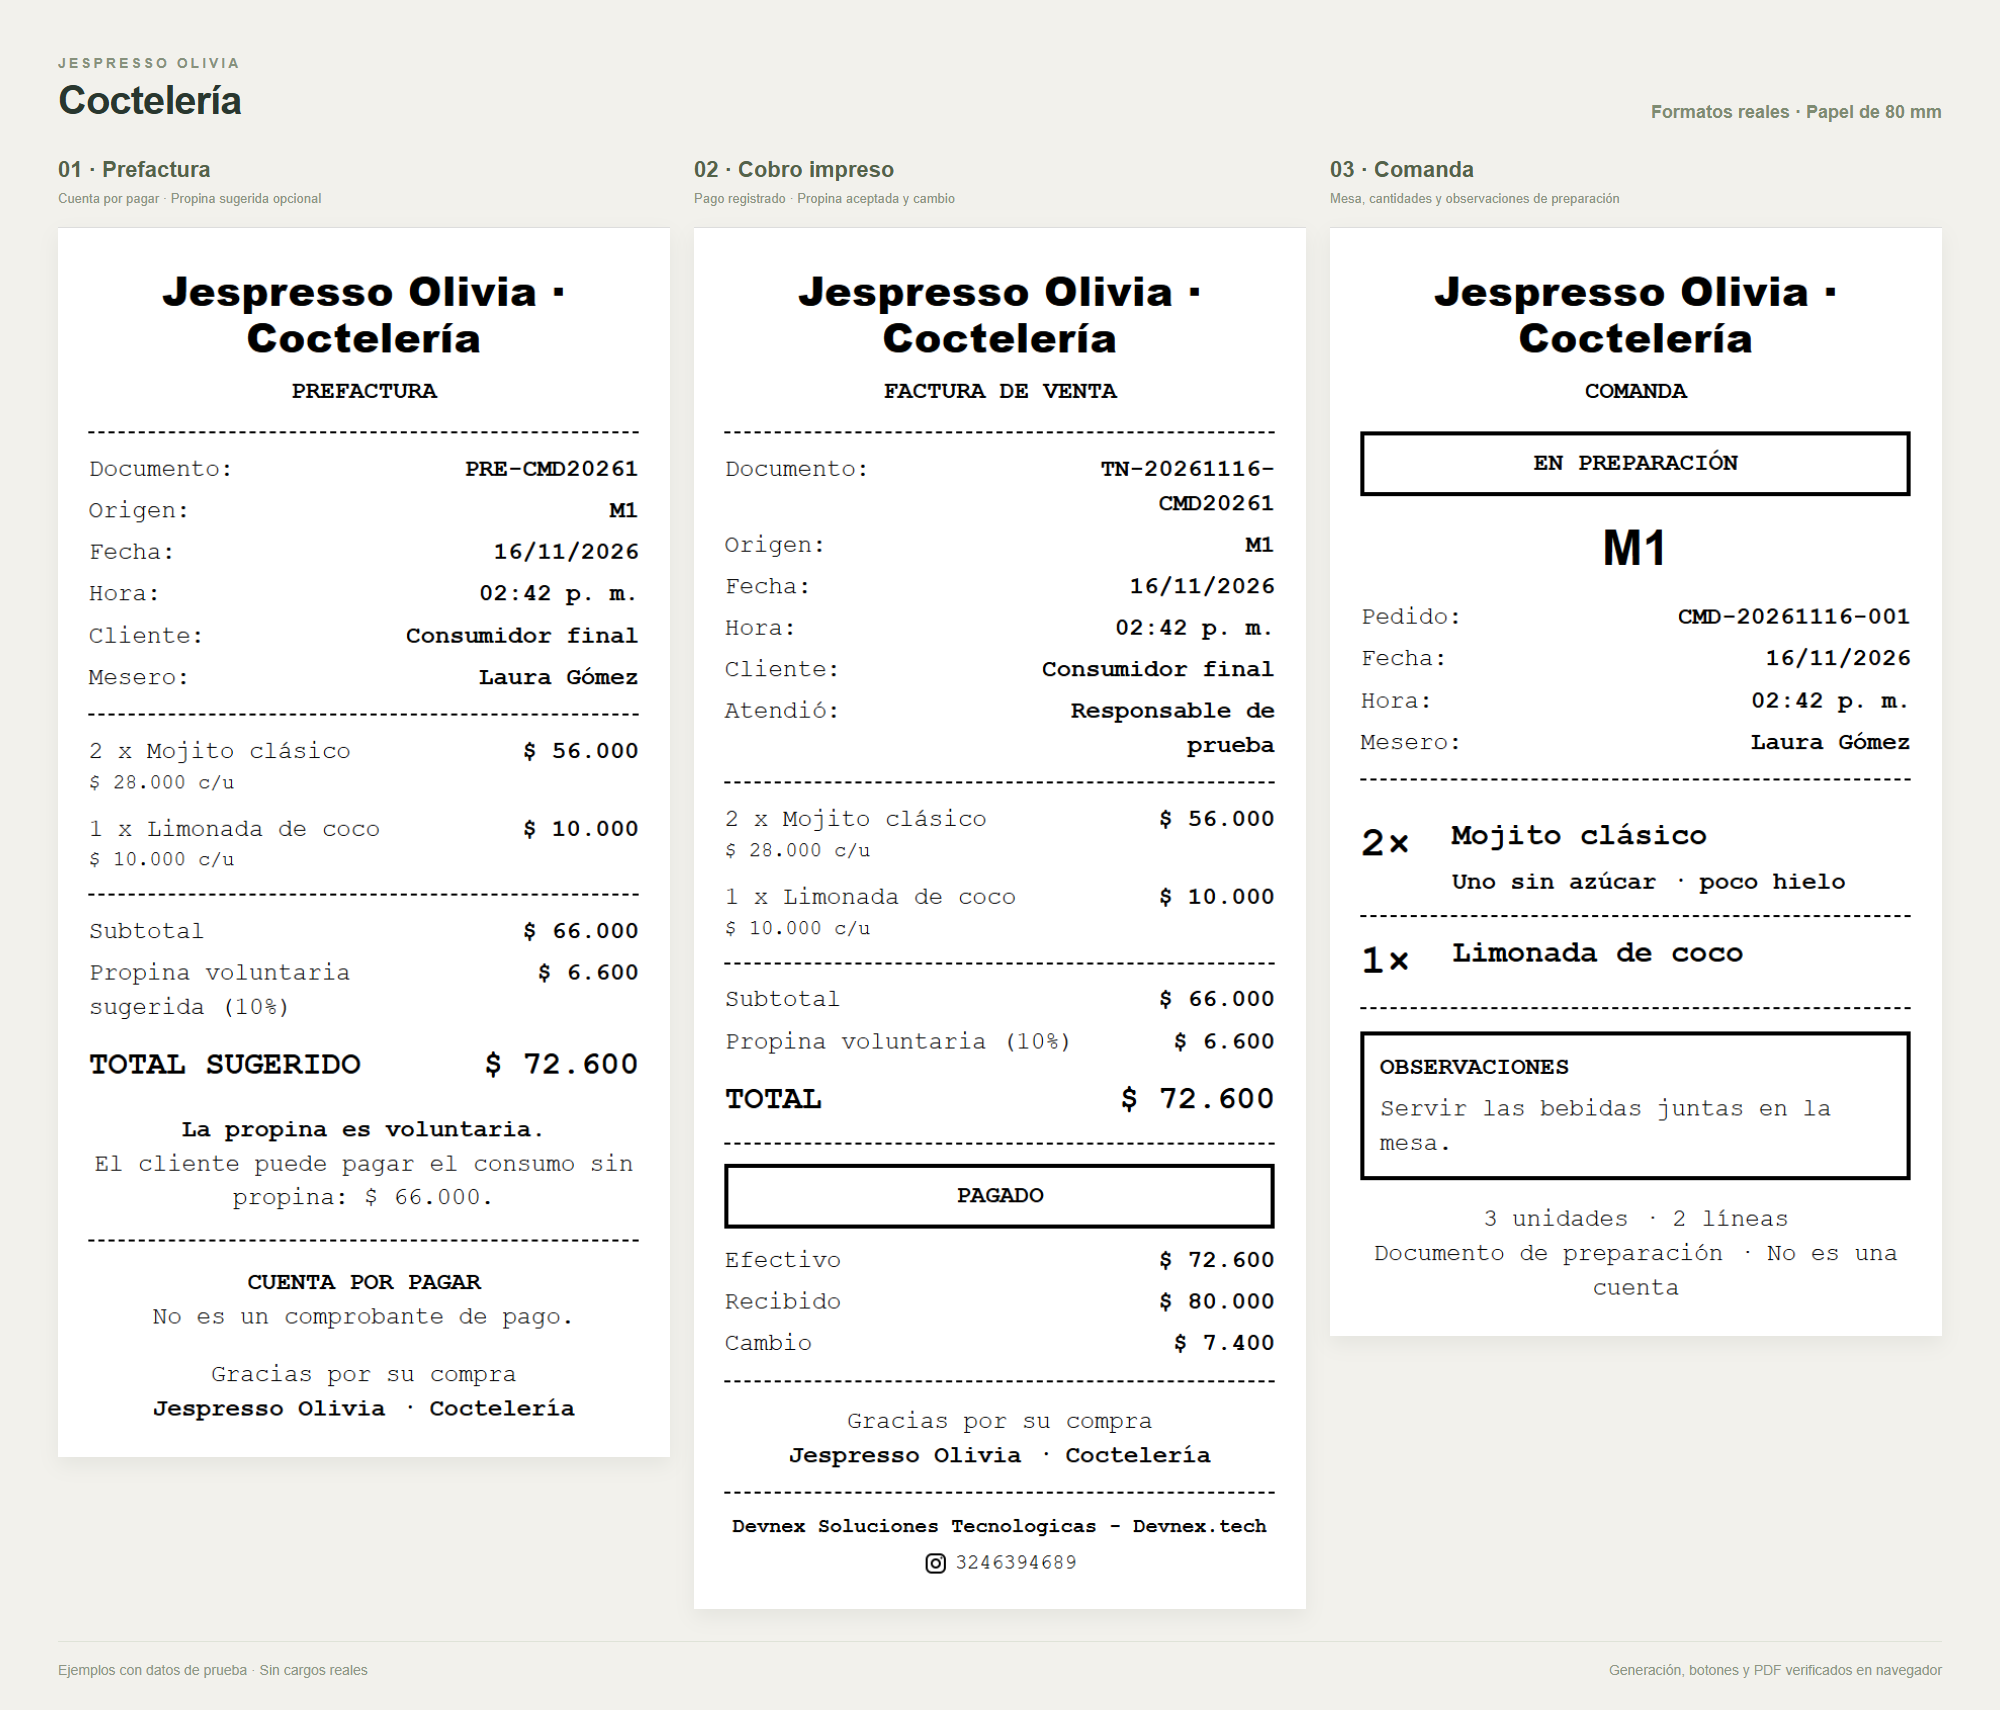 JESPRESSO OLIVIA
Coctelería
Formatos reales · Papel de 80 mm
01 · Prefactura
Cuenta por pagar · Propina sugerida opcional
Jespresso Olivia ·
Coctelería
PREFACTURA
Documento: PRE-CMD20261
Origen: M1
Fecha: 16/11/2026
Hora: 02:42 p. m.
Cliente: Consumidor final
Mesero: Laura Gómez
2 x Mojito clásico $ 56.000
$ 28.000 c/u
1 x Limonada de coco $ 10.000
$ 10.000 c/u
Subtotal $ 66.000
Propina voluntaria $ 6.600
sugerida (10%)
TOTAL SUGERIDO $ 72.600
La propina es voluntaria.
El cliente puede pagar el consumo sin
propina: $ 66.000.
CUENTA POR PAGAR
No es un comprobante de pago.
Gracias por su compra
Jespresso Olivia · Coctelería
02 · Cobro impreso
Pago registrado · Propina aceptada y cambio
Jespresso Olivia ·
Coctelería
FACTURA DE VENTA
Documento: TN-20261116-
CMD20261
Origen: M1
Fecha: 16/11/2026
Hora: 02:42 p. m.
Cliente: Consumidor final
Atendió: Responsable de
prueba
2 x Mojito clásico $ 56.000
$ 28.000 c/u
1 x Limonada de coco $ 10.000
$ 10.000 c/u
Subtotal $ 66.000
Propina voluntaria (10%) $ 6.600
TOTAL $ 72.600
PAGADO
Efectivo $ 72.600
Recibido $ 80.000
Cambio $ 7.400
Gracias por su compra
Jespresso Olivia · Coctelería
Devnex Soluciones Tecnologicas - Devnex.tech
3246394689
03 · Comanda
Mesa, cantidades y observaciones de preparación
Jespresso Olivia ·
Coctelería
COMANDA
EN PREPARACIÓN
M1
Pedido: CMD-20261116-001
Fecha: 16/11/2026
Hora: 02:42 p. m.
Mesero: Laura Gómez
2× Mojito clásico
Uno sin azúcar · poco hielo
1× Limonada de coco
OBSERVACIONES
Servir las bebidas juntas en la
mesa.
3 unidades · 2 líneas
Documento de preparación · No es una
cuenta
Ejemplos con datos de prueba · Sin cargos reales
Generación, botones y PDF verificados en navegador